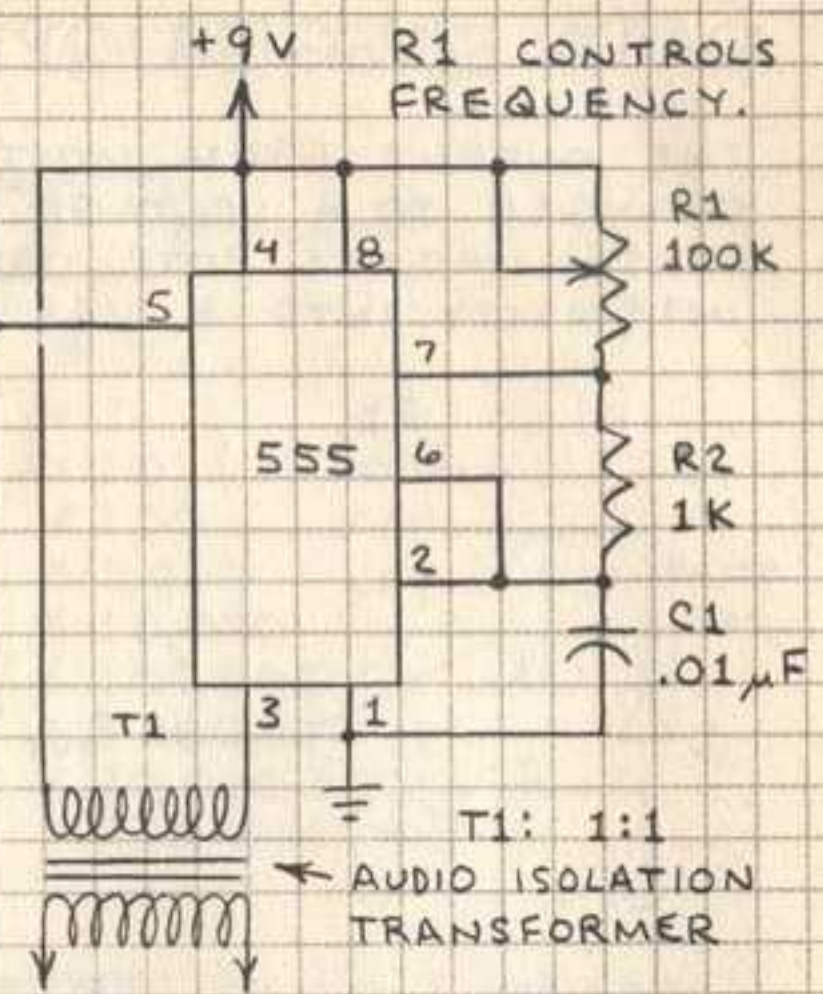 +9V
R1 CONTROLS
FREQUENCY.
R1
100K
4
8
5
7
555
6
R2
1K
2
C1
.01µF
T1
3
1
T1: 1:1
AUDIO ISOLATION
TRANSFORMER